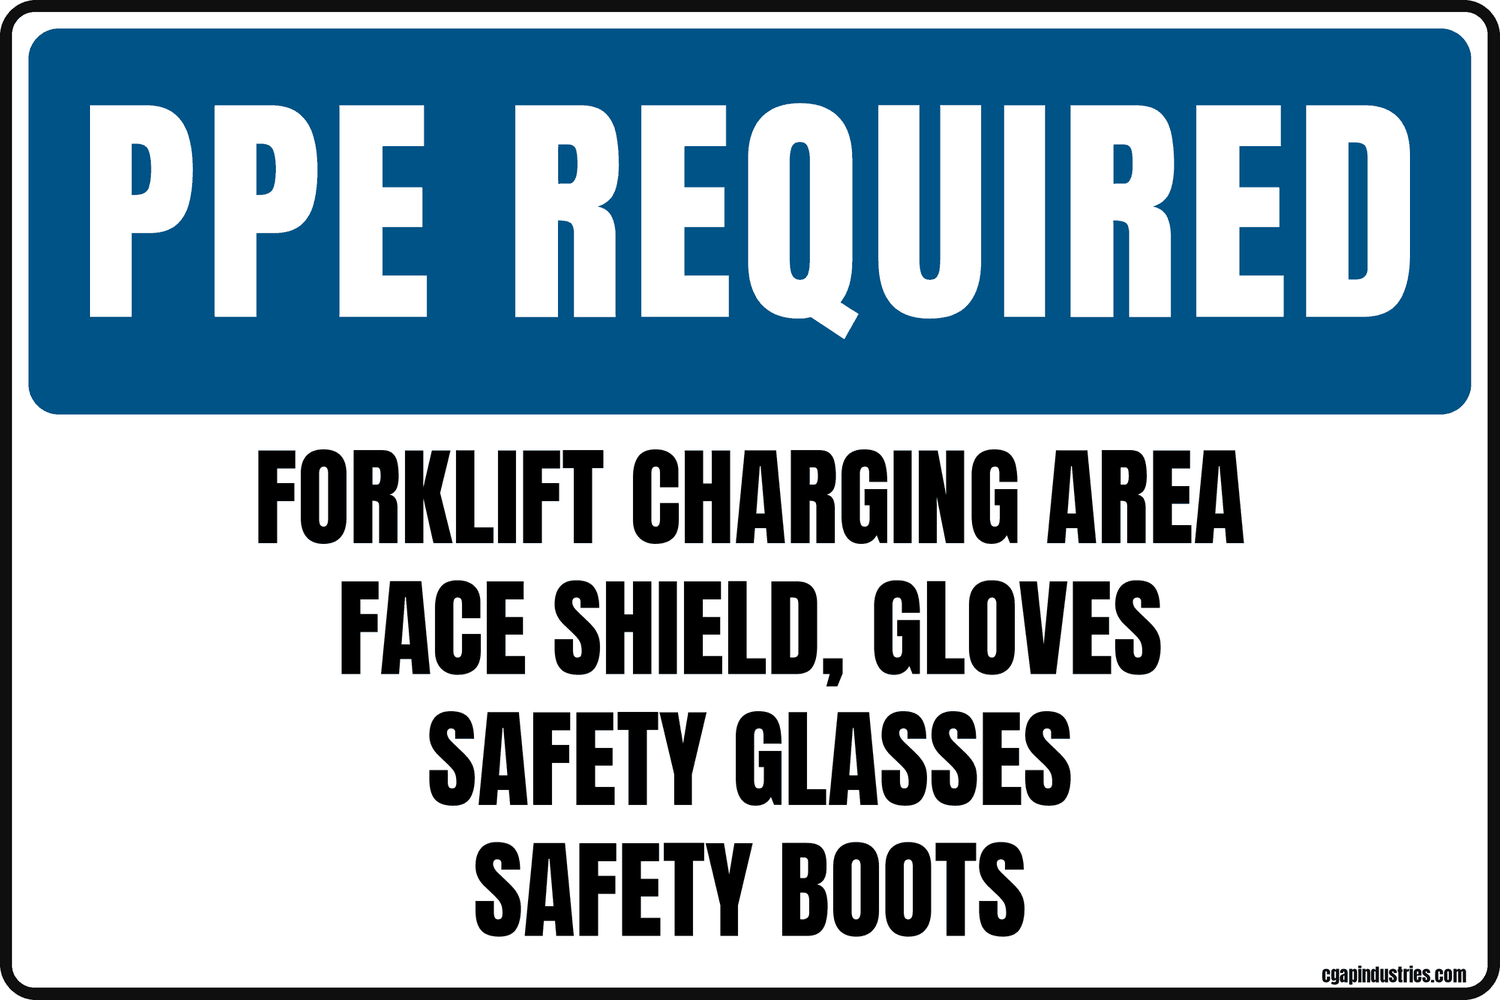 PPE REQUIRED
FORKLIFT CHARGING AREA
FACE SHIELD, GLOVES
SAFETY GLASSES
SAFETY BOOTS
cgapindustries.com